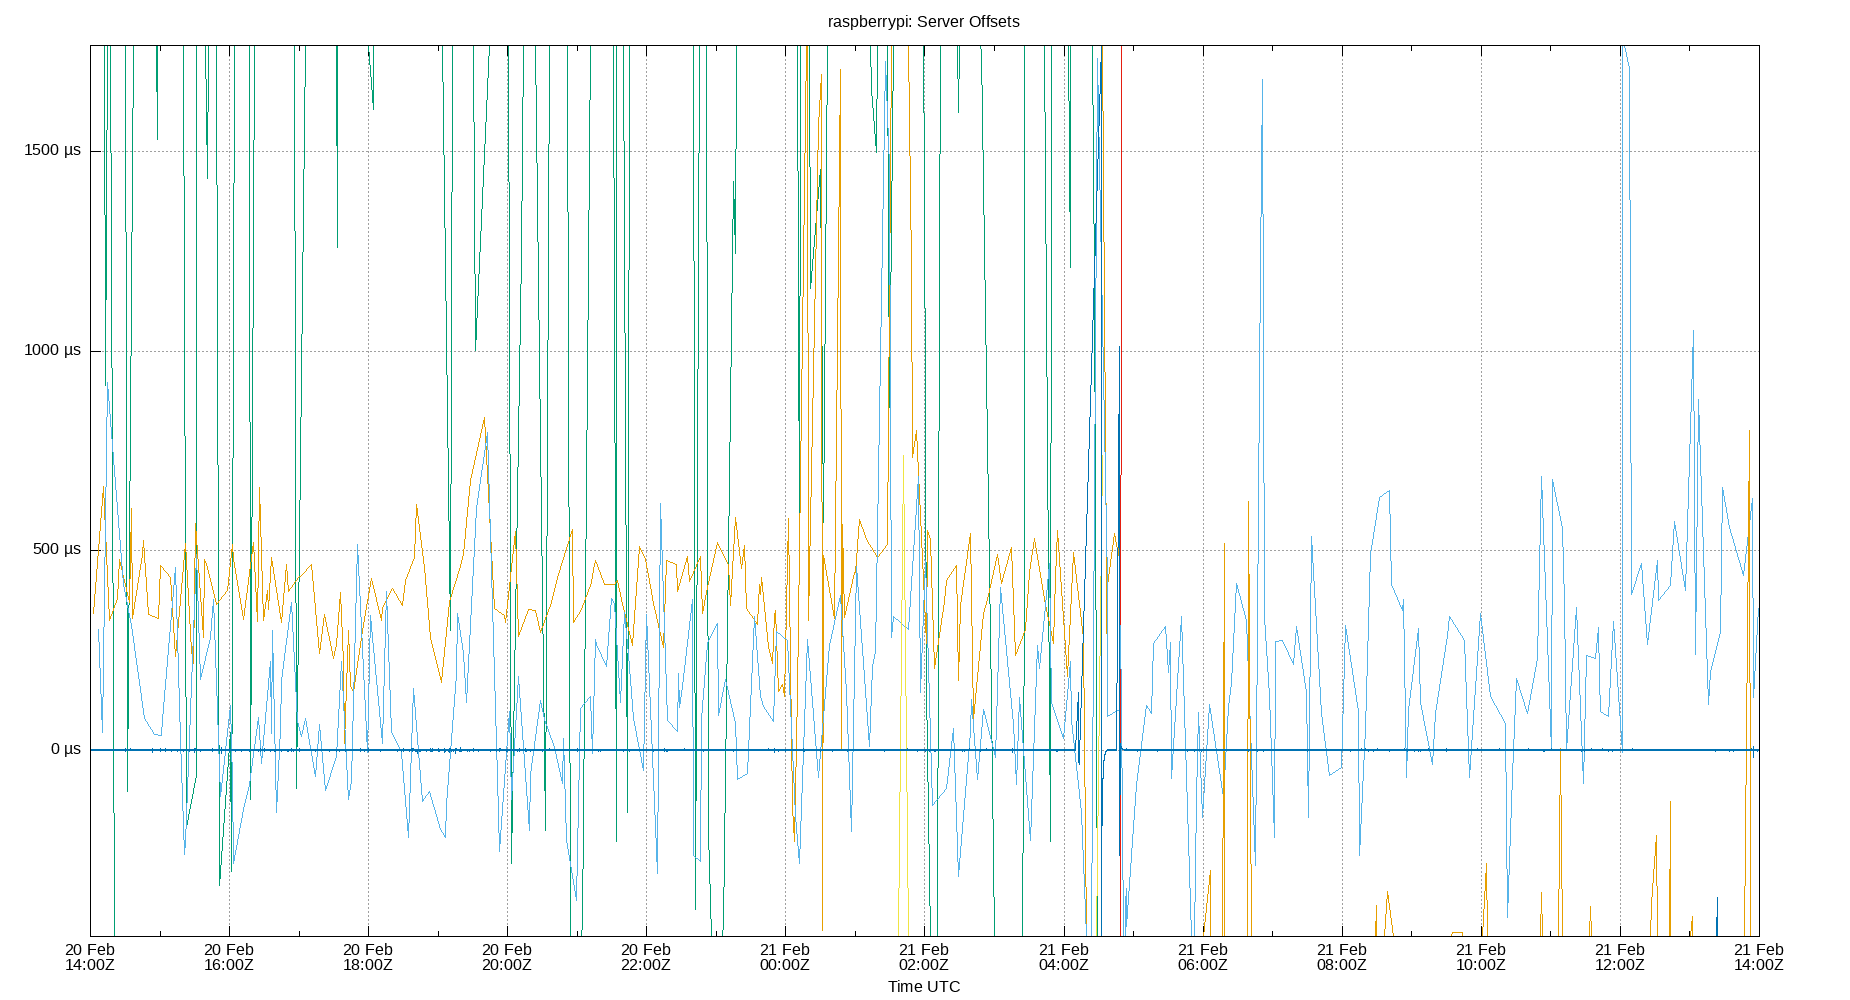 raspberrypi: Server Offsets
1500 µs
1000 µs
500 µs
0 µs
20 Feb 20 Feb 20 Feb 20 Feb 20 Feb 21 Feb 21 Feb 21 Feb 21 Feb 21 Feb 21 Feb 21 Feb 21 Feb
14:00Z 16:00Z 18:00Z 20:00Z 22:00Z 00:00Z 02:00Z 04:00Z 06:00Z 08:00Z 10:00Z 12:00Z 14:00Z
Time UTC